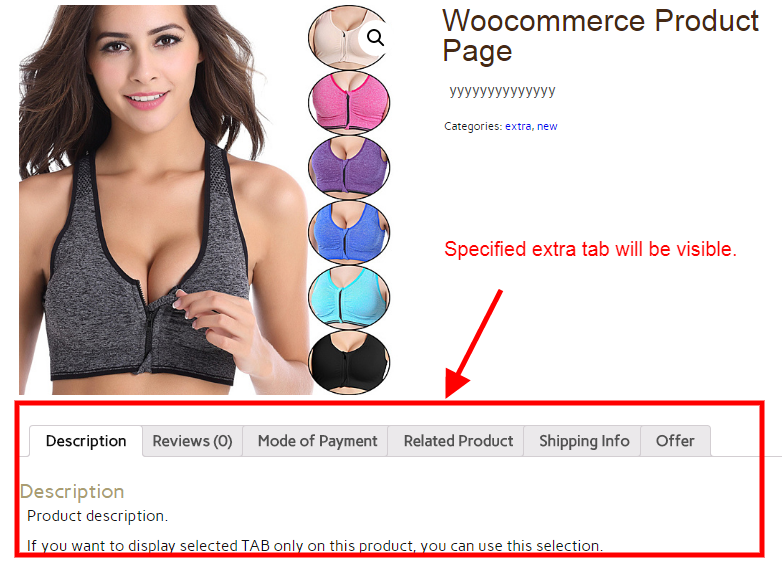 Woocommerce Product
Page
yyyyyyyyyyyyyy
Categories: extra, new
Specified extra tab will be visible.
Description
Reviews (0)
Mode of Payment
Related Product
Shipping Info
Offer
Description
Product description.
If you want to display selected TAB only on this product, you can use this selection.